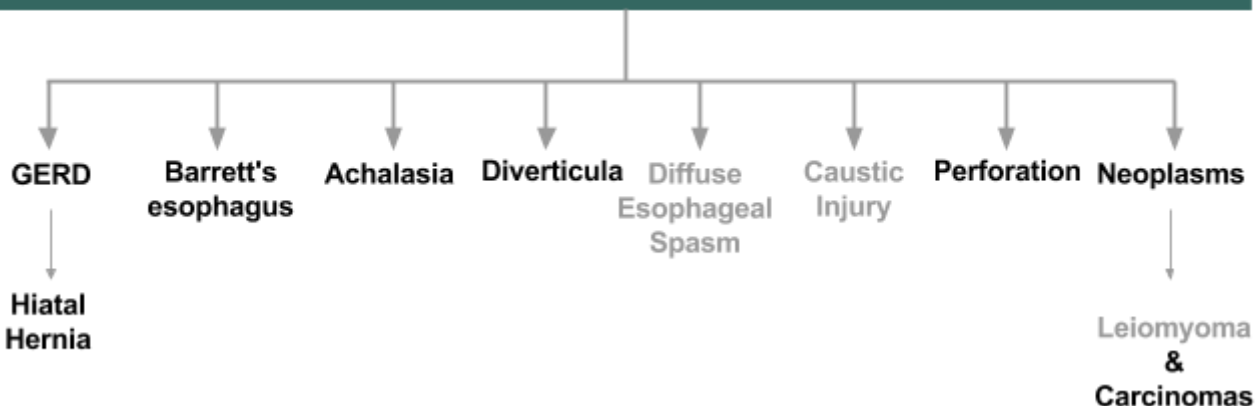 GERD
Barrett's
esophagus
Achalasia
Diverticula
Diffuse
Esophageal
Spasm
Caustic
Injury
Perforation
Neoplasms
Hiatal
Hernia
Leiomyoma
&
Carcinomas